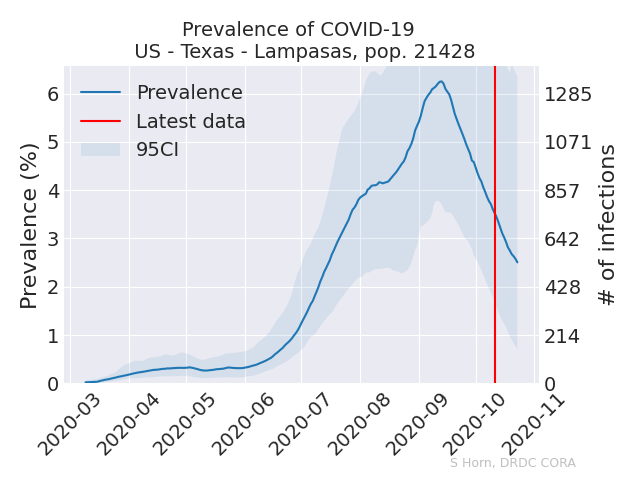 Prevalence of COVID-19
US - Texas - Lampasas, pop. 21428
Prevalence
Latest data
95CI
Prevalence (%)
6
5
4
3
2
1
0
1285
1071
857
642
428
214
0
# of infections
2020-03
2020-04
2020-05
2020-06
2020-07
2020-08
2020-09
2020-10
2020-11
S Horn, DRDC CORA